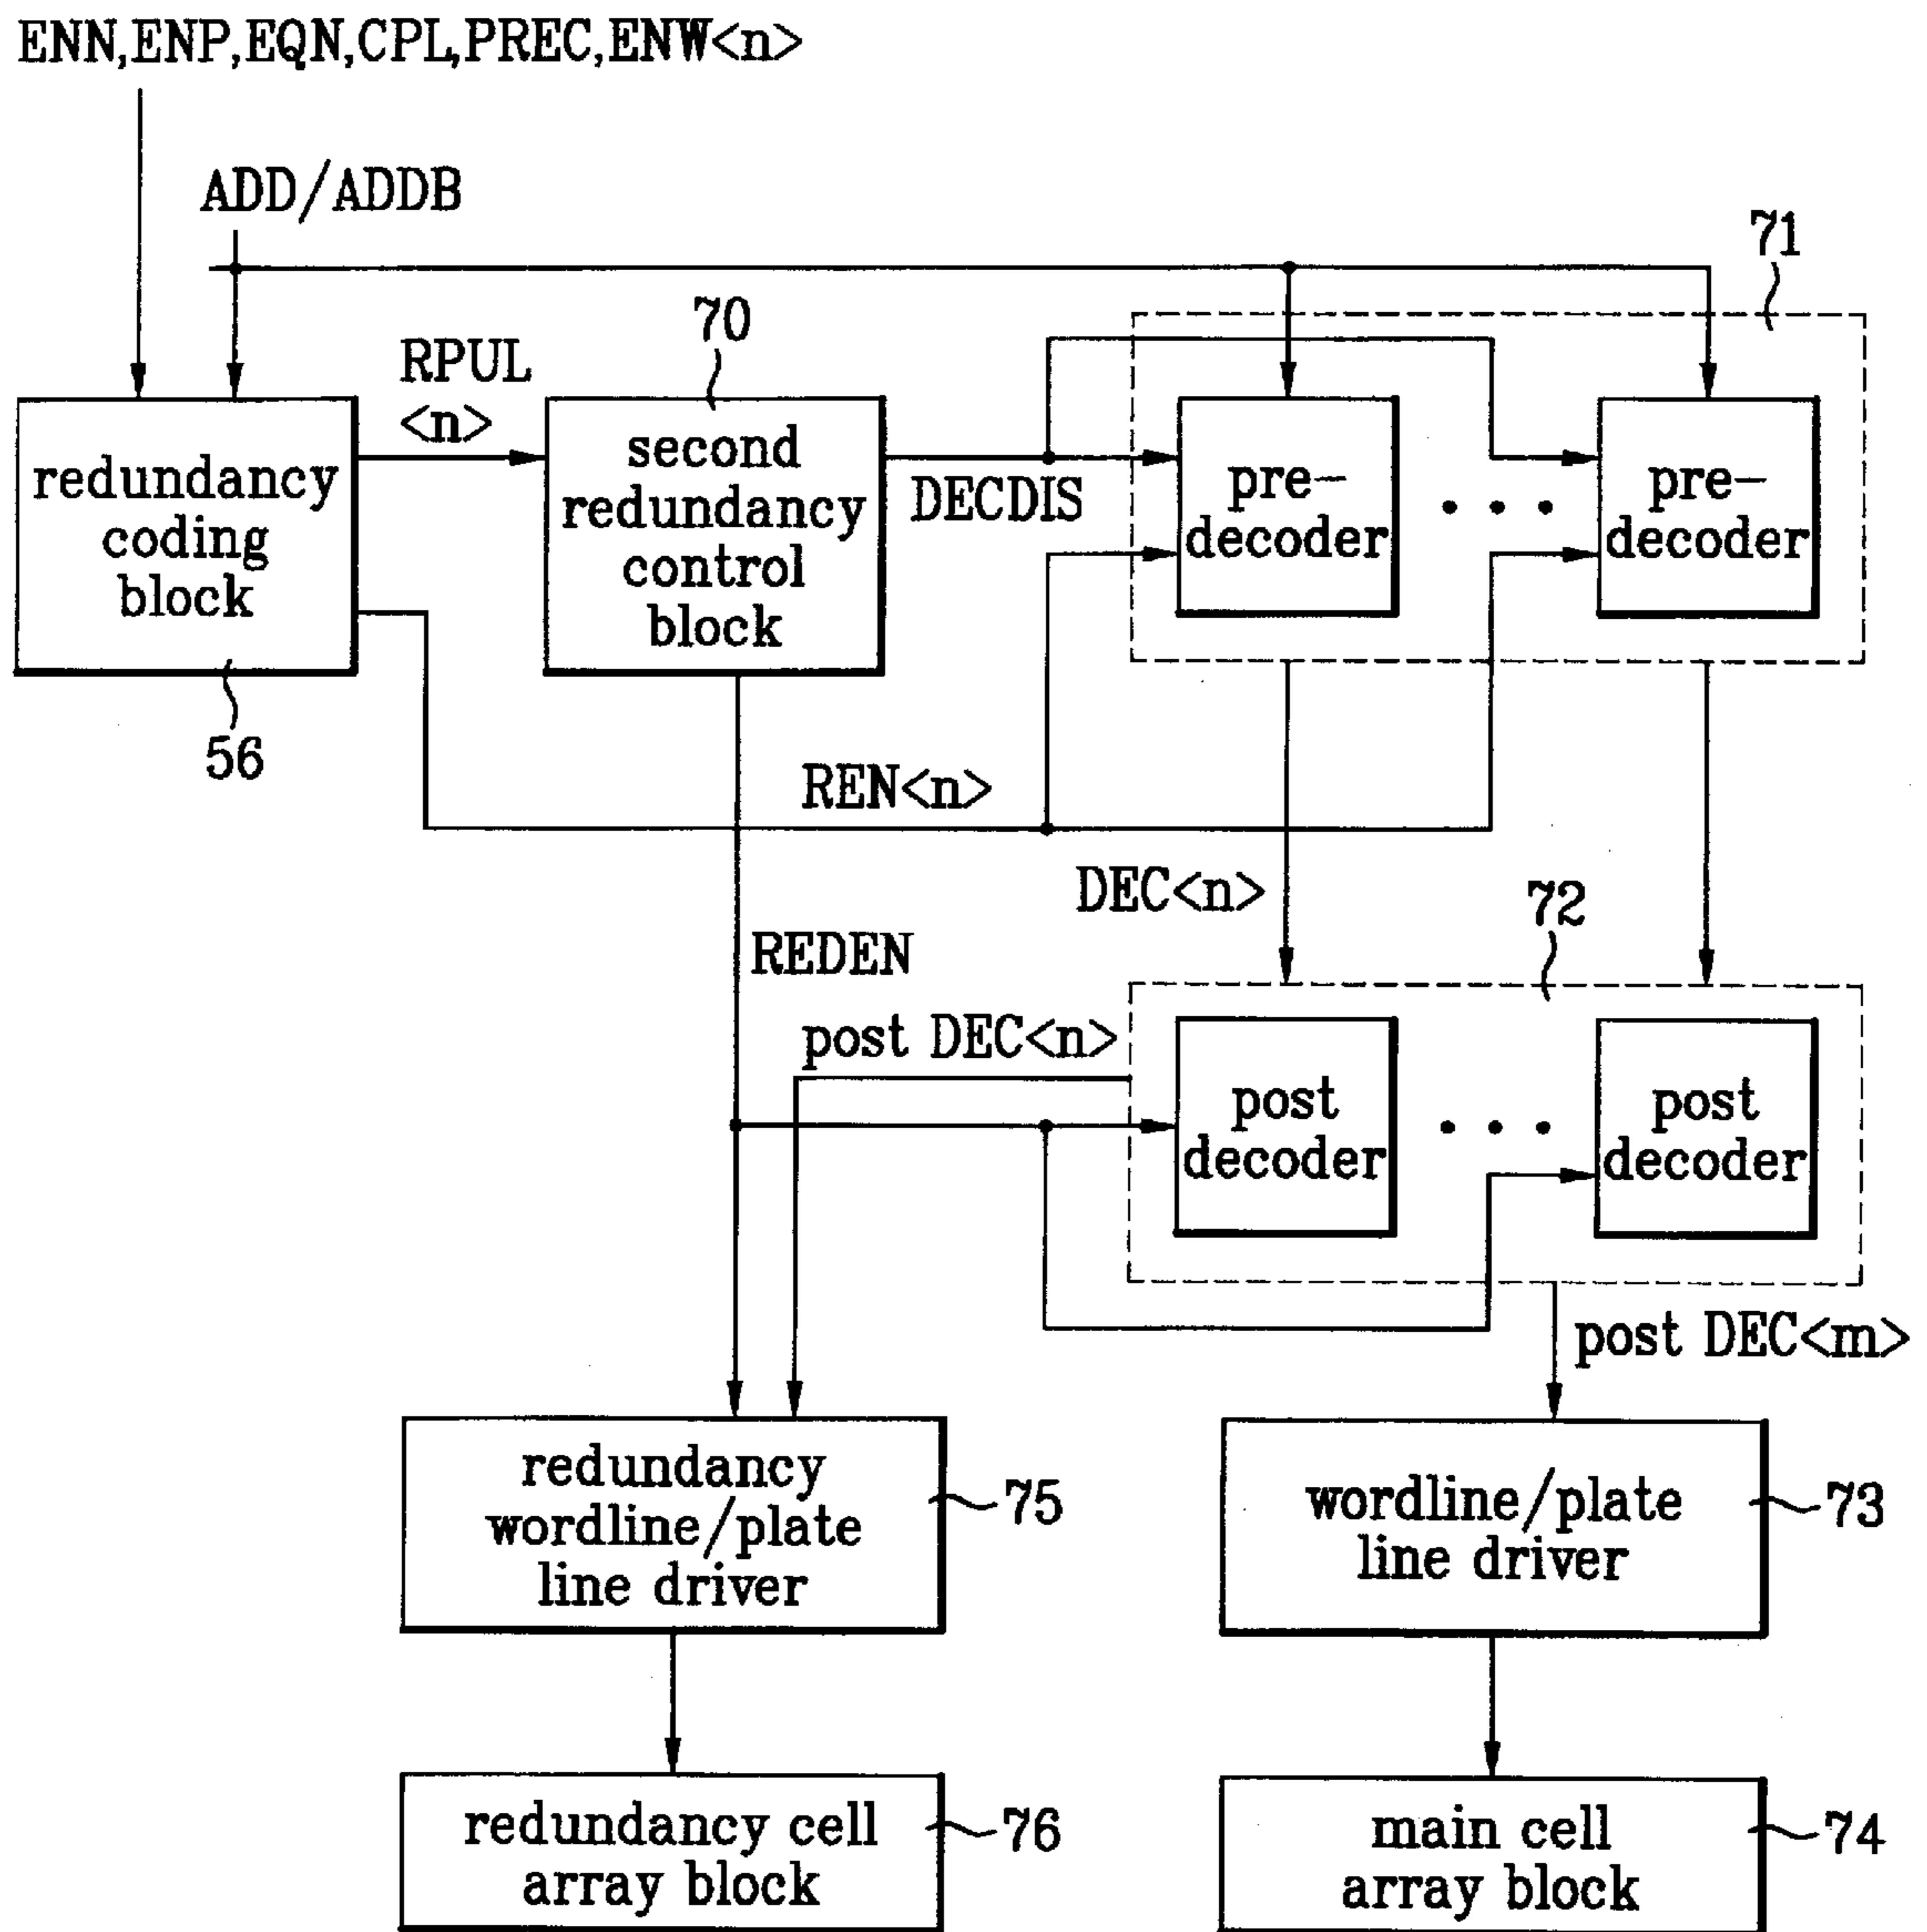 ENN,ENP,EQN,CPL,PREC,ENW<n>
ADD/ADDB
71
70
RPUL
<n>
redundancy
coding
block
second
redundancy
control
block
DECDIS
pre-
decoder
• • •
pre-
decoder
56
REN<n>
DEC<n>
72
REDEN
post DEC<n>
post
decoder
• • •
post
decoder
post DEC<m>
redundancy
wordline/plate
line driver
75
wordline/plate
line driver
73
redundancy cell
array block
76
main cell
array block
74